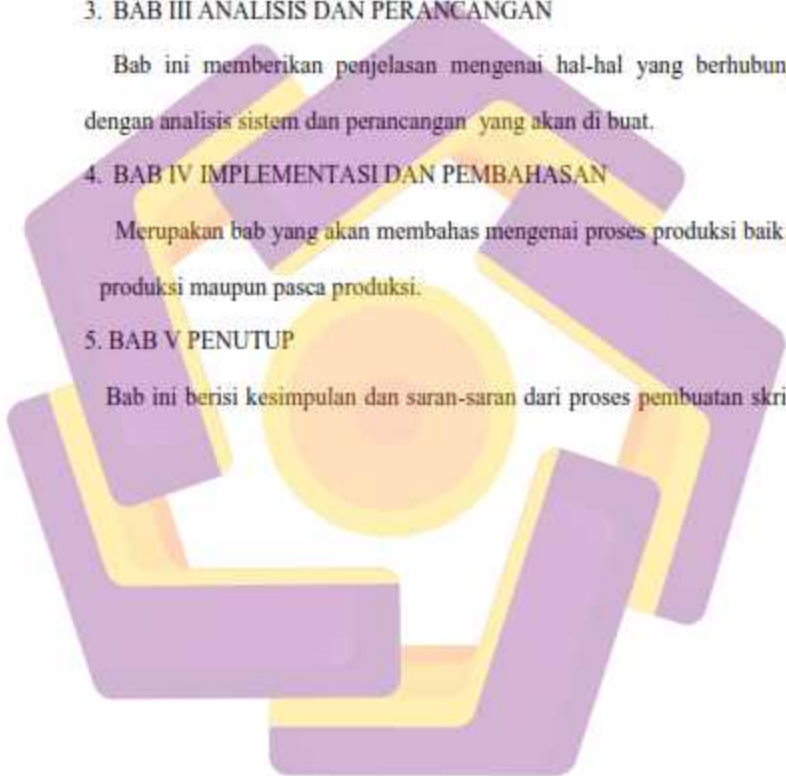 3. BAB III ANALISIS DAN PERANCANGAN
Bab ini memberikan penjelasan mengenai hal-hal yang berhubun
dengan analisis sistem dan perancangan yang akan di buat.
4. BAB IV IMPLEMENTASI DAN PEMBAHASAN
Merupakan bab yang akan membahas mengenai proses produksi baik
produksi maupun pasca produksi.
5. BAB V PENUTUP
Bab ini berisi kesimpulan dan saran-saran dari proses pembuatan skri